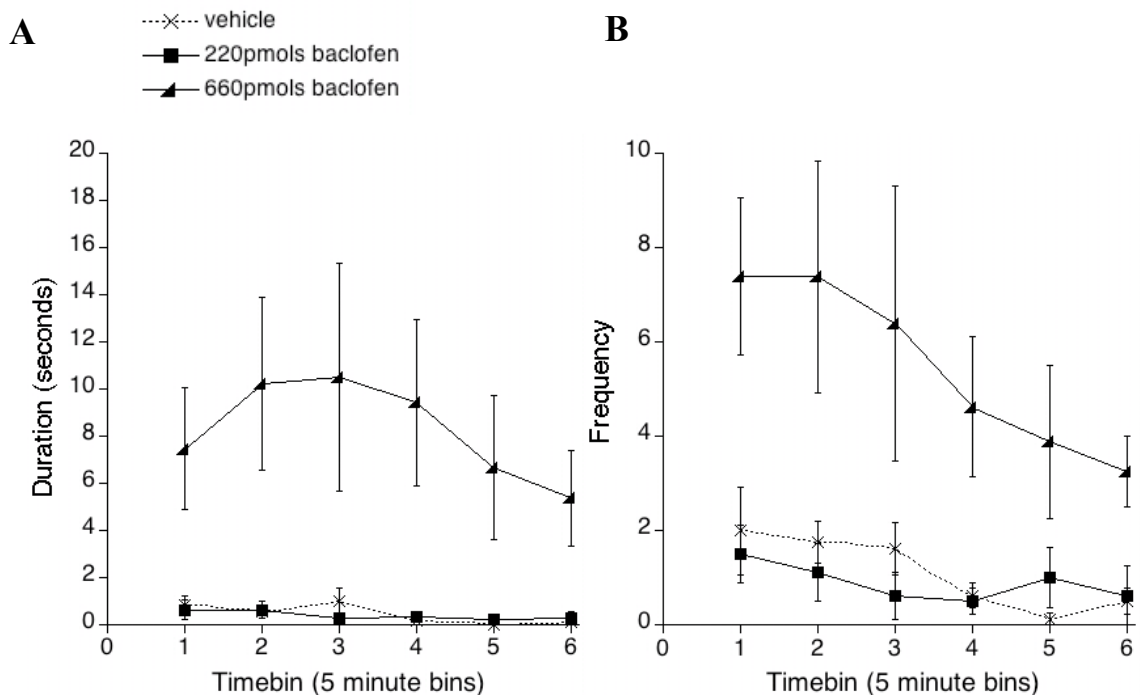 A
vehicle
220pmols baclofen
660pmols baclofen
B
20
18
16
14
12
10
8
6
4
2
0
Duration (seconds)
0 1 2 3 4 5 6
Timebin (5 minute bins)
10
8
6
4
2
0
Frequency
0 1 2 3 4 5 6
Timebin (5 minute bins)